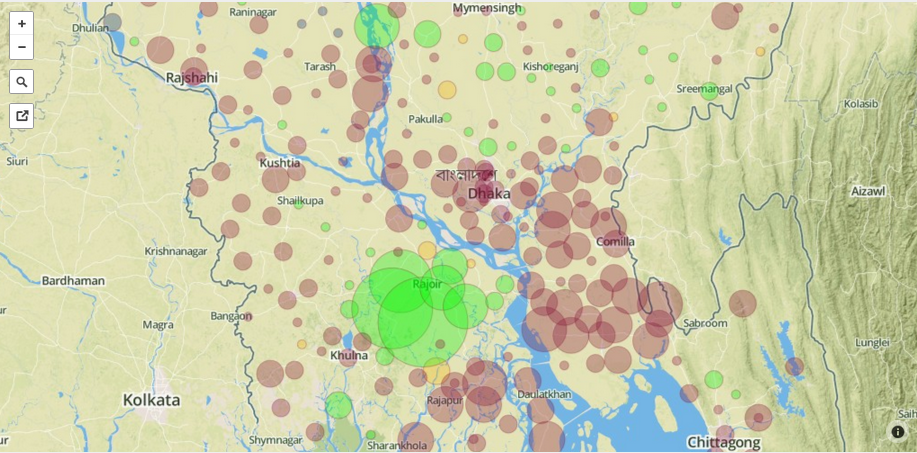 Mymensingh
Raninagar
Dhulian
Tarash
Kishoreganj
Rajshahi
Sreemangal
Kolasib
Pakulla
Siuri
Kushtia
বাংলাদেশ
Dhaka
Aizawl
Shailkupa
Comilla
Krishnanagar
Bardhaman
Rajoir
Bangaon
Magra
Sabroom
Lunglei
Khulna
Kolkata
Rajapur
Daulatkhan
Saih
Shymnagar
Sharankhola
Chittagong